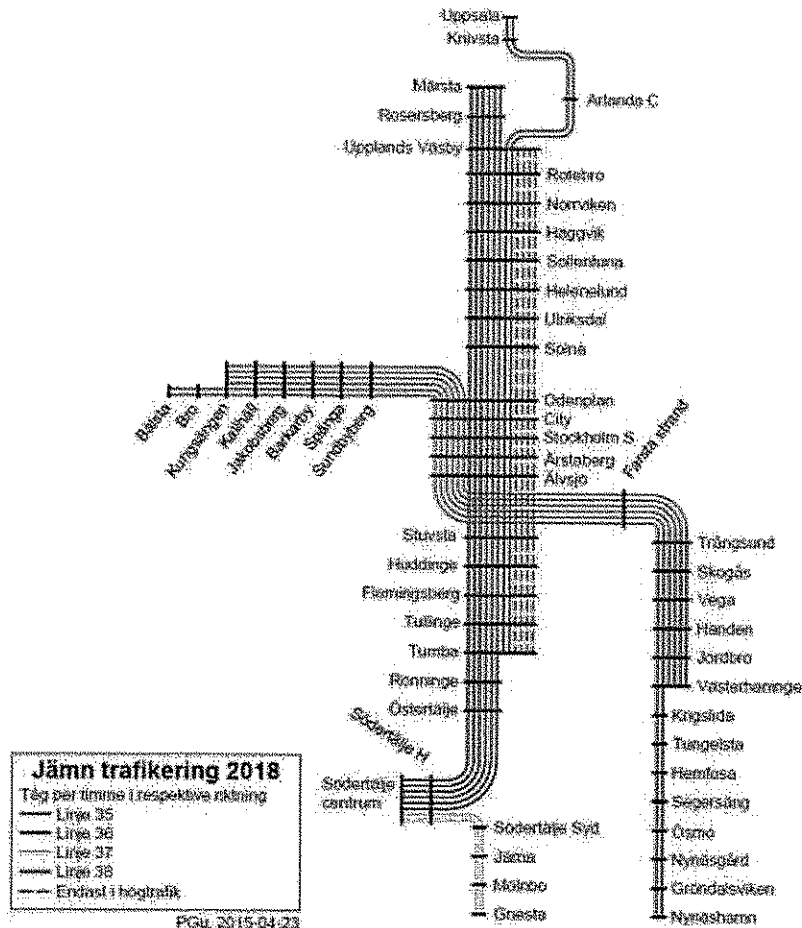 Uppsala
Knivsta
Märsta
Arlanda C
Rosersberg
Upplands Väsby
Rotebro
Norrviken
Häggvik
Sollentuna
Helenelund
Ulriksdal
Solna
Bålsta
Bro
Kungsängen
Kallhäll
Jakobsberg
Barkarby
Spånga
Sundbyberg
Odenplan
City
Stockholm S
Årstaberg
Älvsjö
Farsta strand
Stuvsta
Huddinge
Flemingsberg
Tullinge
Tumba
Rönninge
Östertälje
Södertälje H
Södertälje
centrum
Trångsund
Skogås
Vega
Handen
Jordbro
Västerhaninge
Krigslida
Tungelsta
Hemfosa
Segersäng
Ösmo
Nynäsgård
Gröndalsviken
Nynäshamn
Södertälje Syd
Järna
Mölnbo
Gnesta
Jämn trafikering 2018
Tåg per timme i respektive riktning
Linje 35
Linje 36
Linje 37
Linje 38
Endast i högtrafik
PGu, 2015-04-23